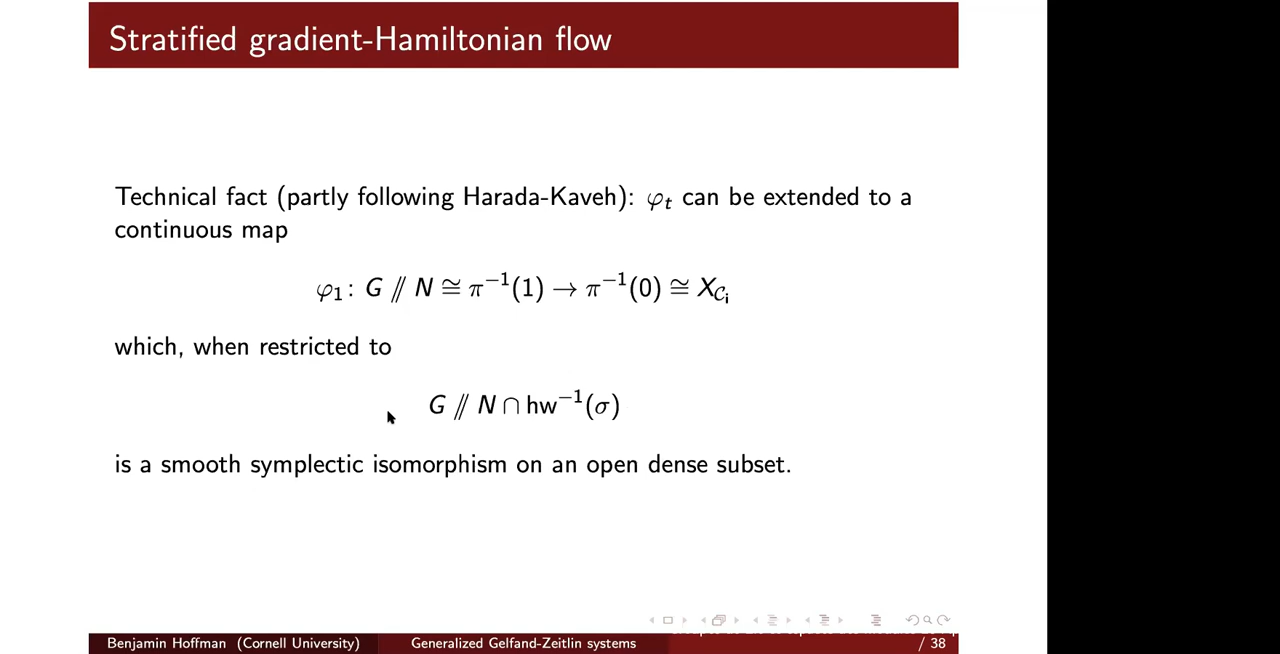 Stratified gradient-Hamiltonian flow
Technical fact (partly following Harada-Kaveh): φₜ can be extended to a
continuous map
φ₁: G ⫽ N ≅ π⁻¹(1) → π⁻¹(0) ≅ X_{𝒞_i}
which, when restricted to
G ⫽ N ∩ hw⁻¹(σ)
is a smooth symplectic isomorphism on an open dense subset.
Benjamin Hoffman (Cornell University) Generalized Gelfand-Zeitlin systems / 38